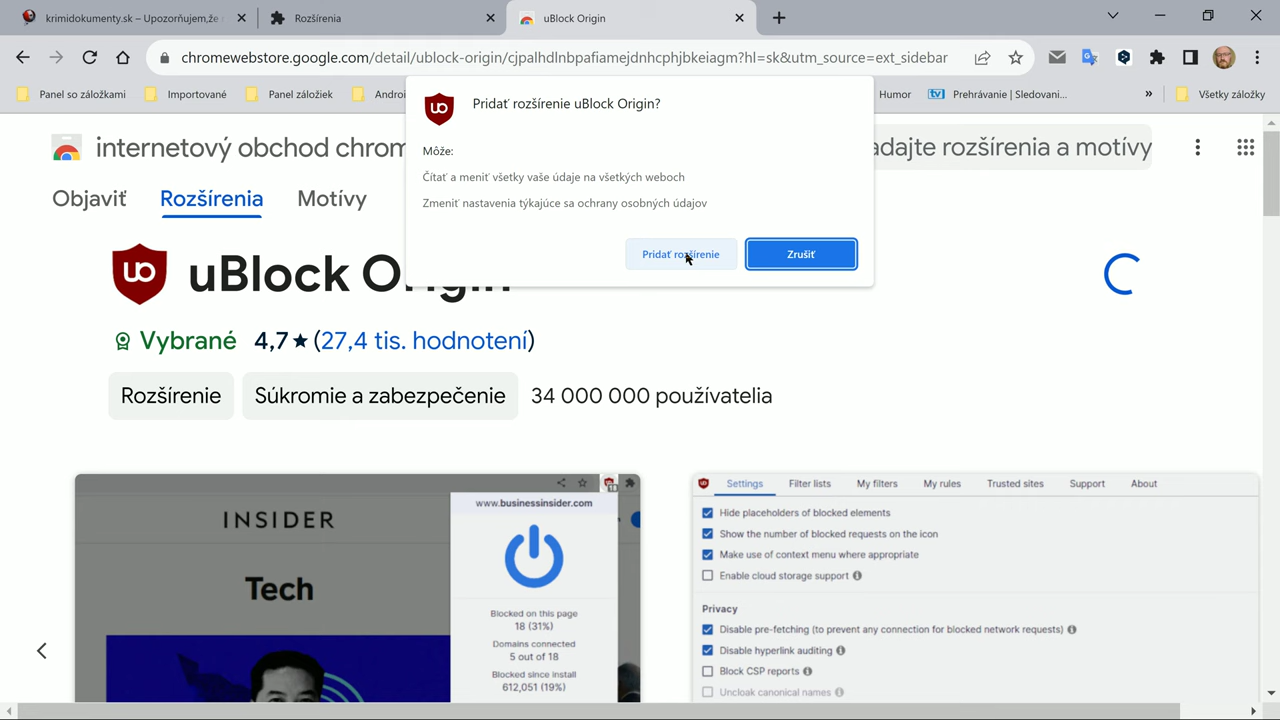 krimidokumenty.sk – Upozorňujem,že
Rozšírenia
uBlock Origin
chromewebstore.google.com/detail/ublock-origin/cjpalhdlnbpafiamejdnhcphjbkeiagm?hl=sk&utm_source=ext_sidebar
Panel so záložkami
Importované
Panel záložiek
Androi
Humor
tv)
Prehrávanie | Sledovani...
»
Všetky záložky
uo
Pridať rozšírenie uBlock Origin?
Môže:
Čítať a meniť všetky vaše údaje na všetkých weboch
Zmeniť nastavenia týkajúce sa ochrany osobných údajov
Pridať rozšírenie
Zrušiť
internetový obchod chrom
adajte rozšírenia a motívy
Objaviť
Rozšírenia
Motívy
uo
uBlock Origin
Vybrané
4,7 ★ (27,4 tis. hodnotení)
Rozšírenie
Súkromie a zabezpečenie
34 000 000 používatelia
INSIDER
Tech
www.businessinsider.com
Blocked on this page
18 (31%)
Domains connected
5 out of 18
Blocked since install
612,051 (19%)
Settings
Filter lists
My filters
My rules
Trusted sites
Support
About
Hide placeholders of blocked elements
Show the number of blocked requests on the icon
Make use of context menu where appropriate
Enable cloud storage support
Privacy
Disable pre-fetching (to prevent any connection for blocked network requests)
Disable hyperlink auditing
Block CSP reports
Uncloak canonical names